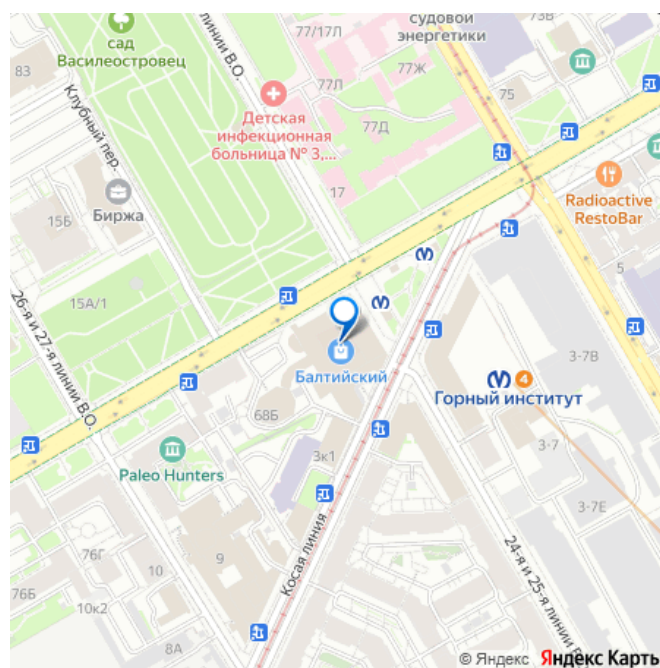 сад
Василеостровец
83
линии В.О.
77/17Л
77Л
77Ж
77Д
судовой
энергетики
73В
75
Клубный пер.
Детская
инфекционная
больница № 3,...
17
Radioactive
RestoBar
5
Биржа
15Б
15А/1
26-я и 27-я линии В.О.
Балтийский
68Б
3к1
Горный институт
4
3-7В
3-7
3-7Е
Paleo Hunters
Косая линия
24-я и 25-я линии В.
76Г
76Б
10
10к2
9
8А
© Яндекс Яндекс Карты